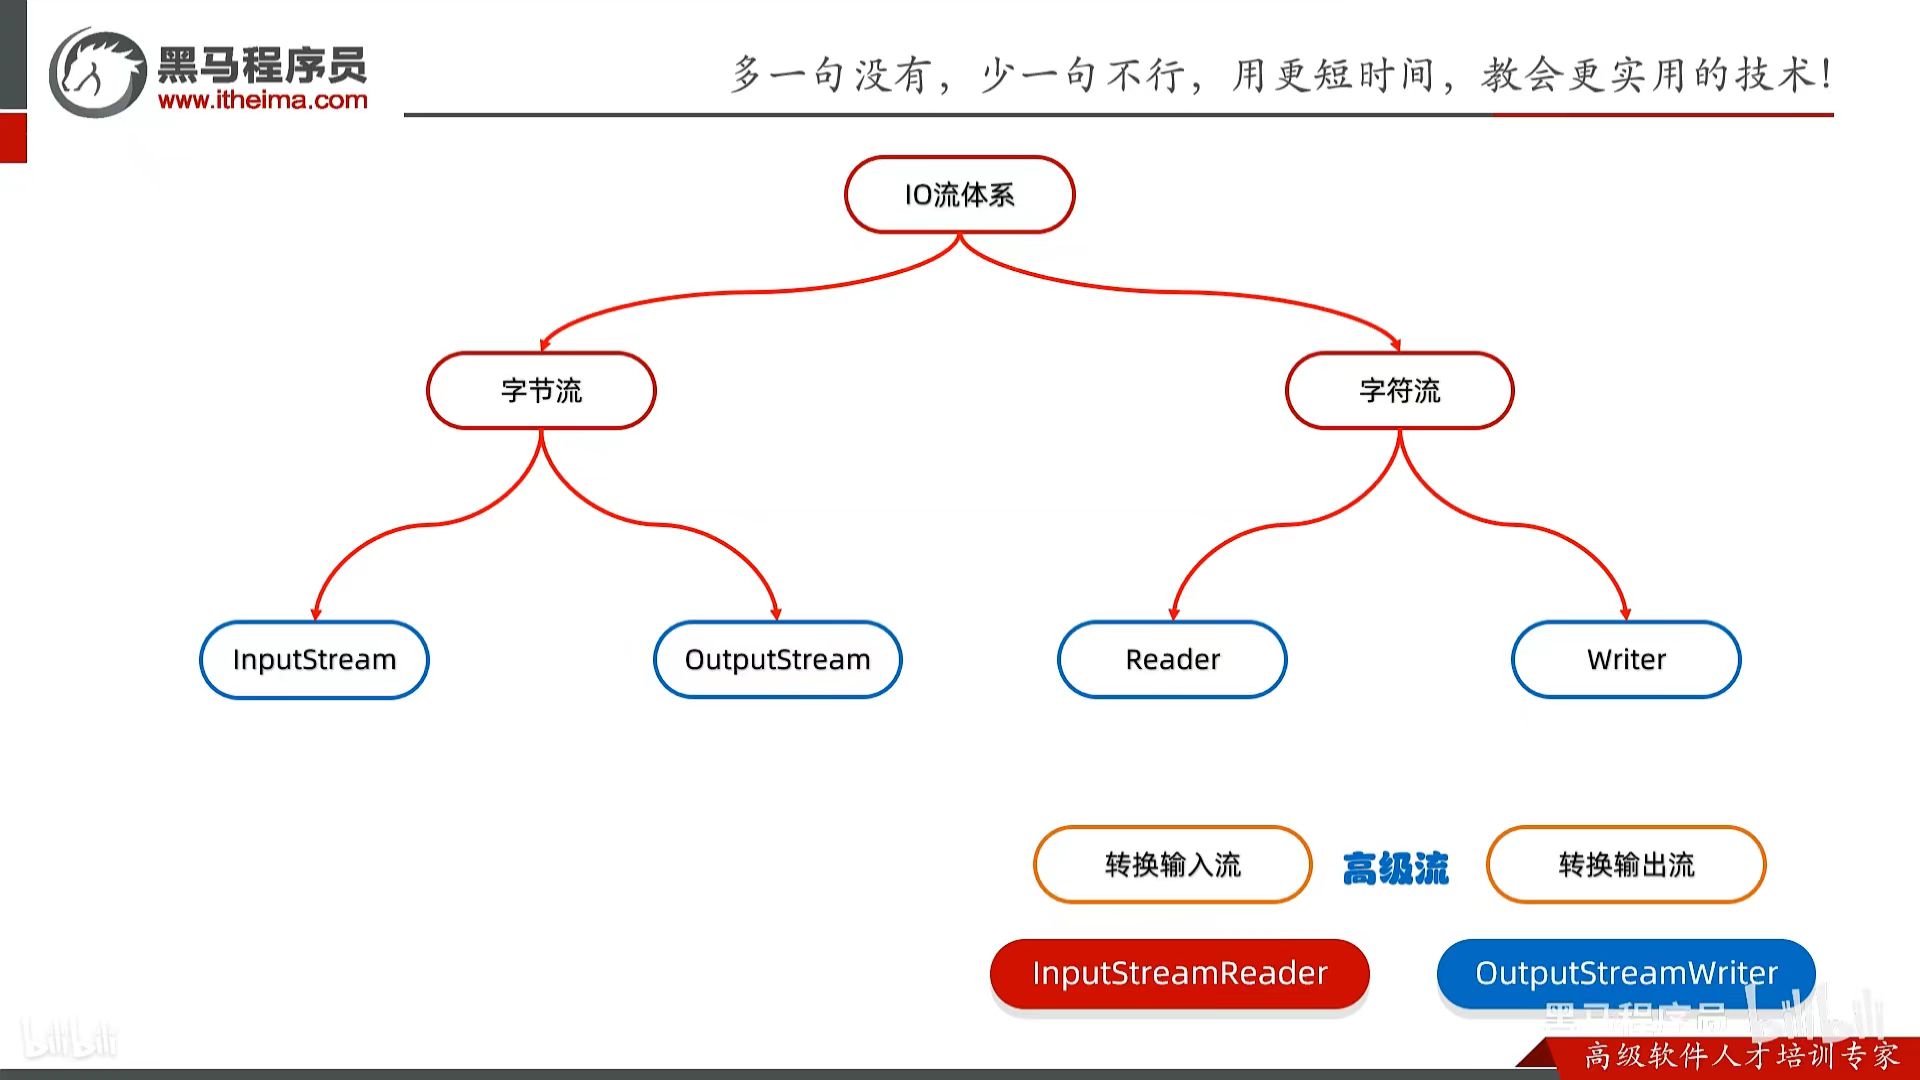 黑马程序员
www.itheima.com
多一句没有，少一句不行，用更短时间，教会更实用的技术！
IO流体系
字节流
字符流
InputStream
OutputStream
Reader
Writer
转换输入流
高级流
转换输出流
InputStreamReader
OutputStreamWriter
黑马程序员
bilibili
bilibili
高级软件人才培训专家